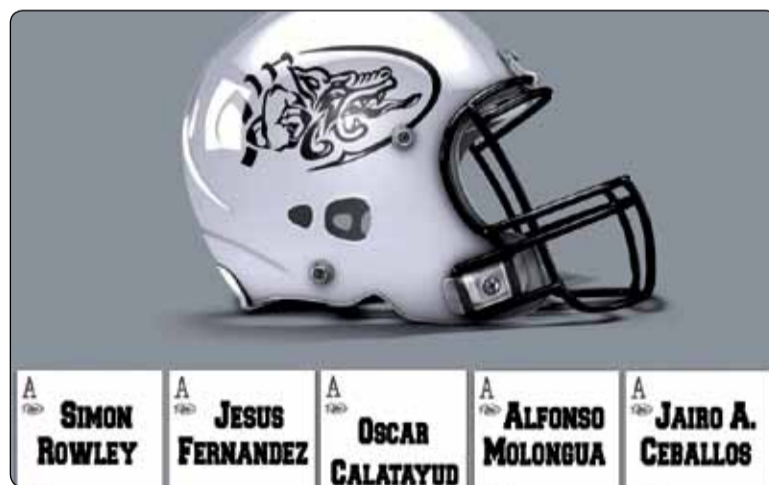 A
SIMON
ROWLEY
A
JESUS
FERNANDEZ
A
OSCAR
CALATAYUD
A
ALFONSO
MOLONGUA
A
JAIRO A.
CEBALLOS